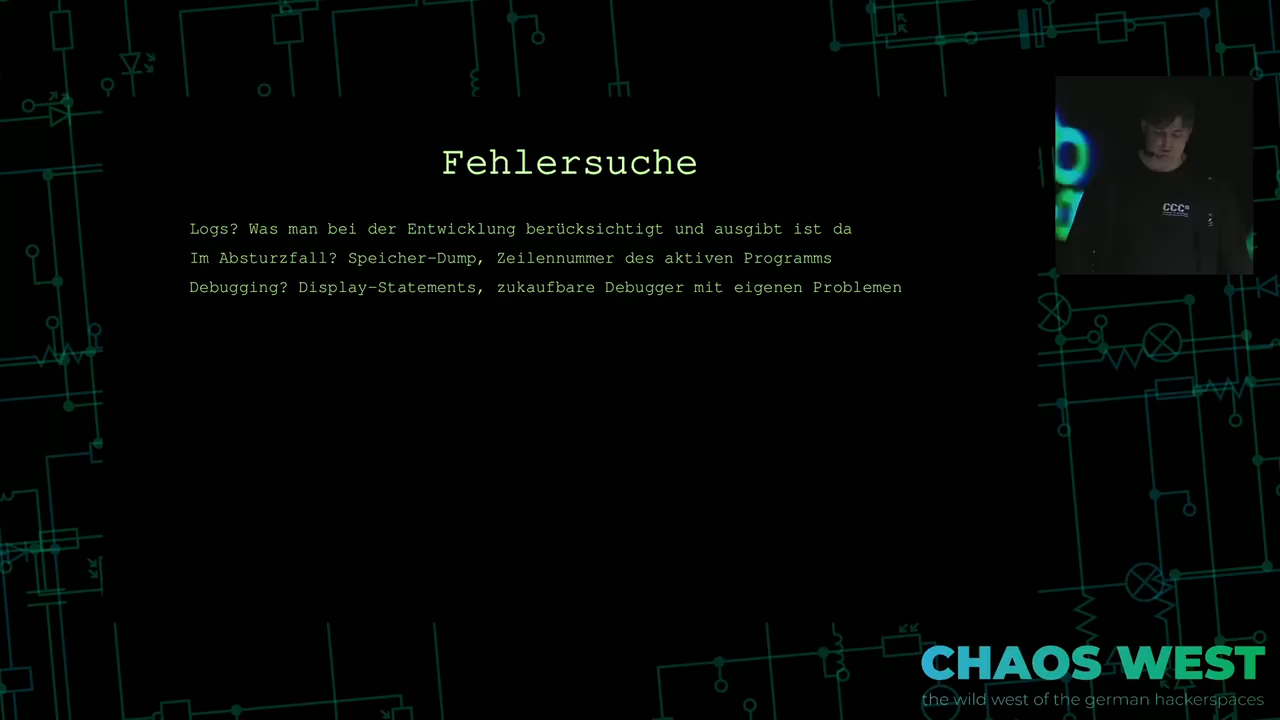 Fehlersuche
Logs? Was man bei der Entwicklung berücksichtigt und ausgibt ist da
Im Absturzfall? Speicher-Dump, Zeilennummer des aktiven Programms
Debugging? Display-Statements, zukaufbare Debugger mit eigenen Problemen
CCC
CHAOS WEST
the wild west of the german hackerspaces